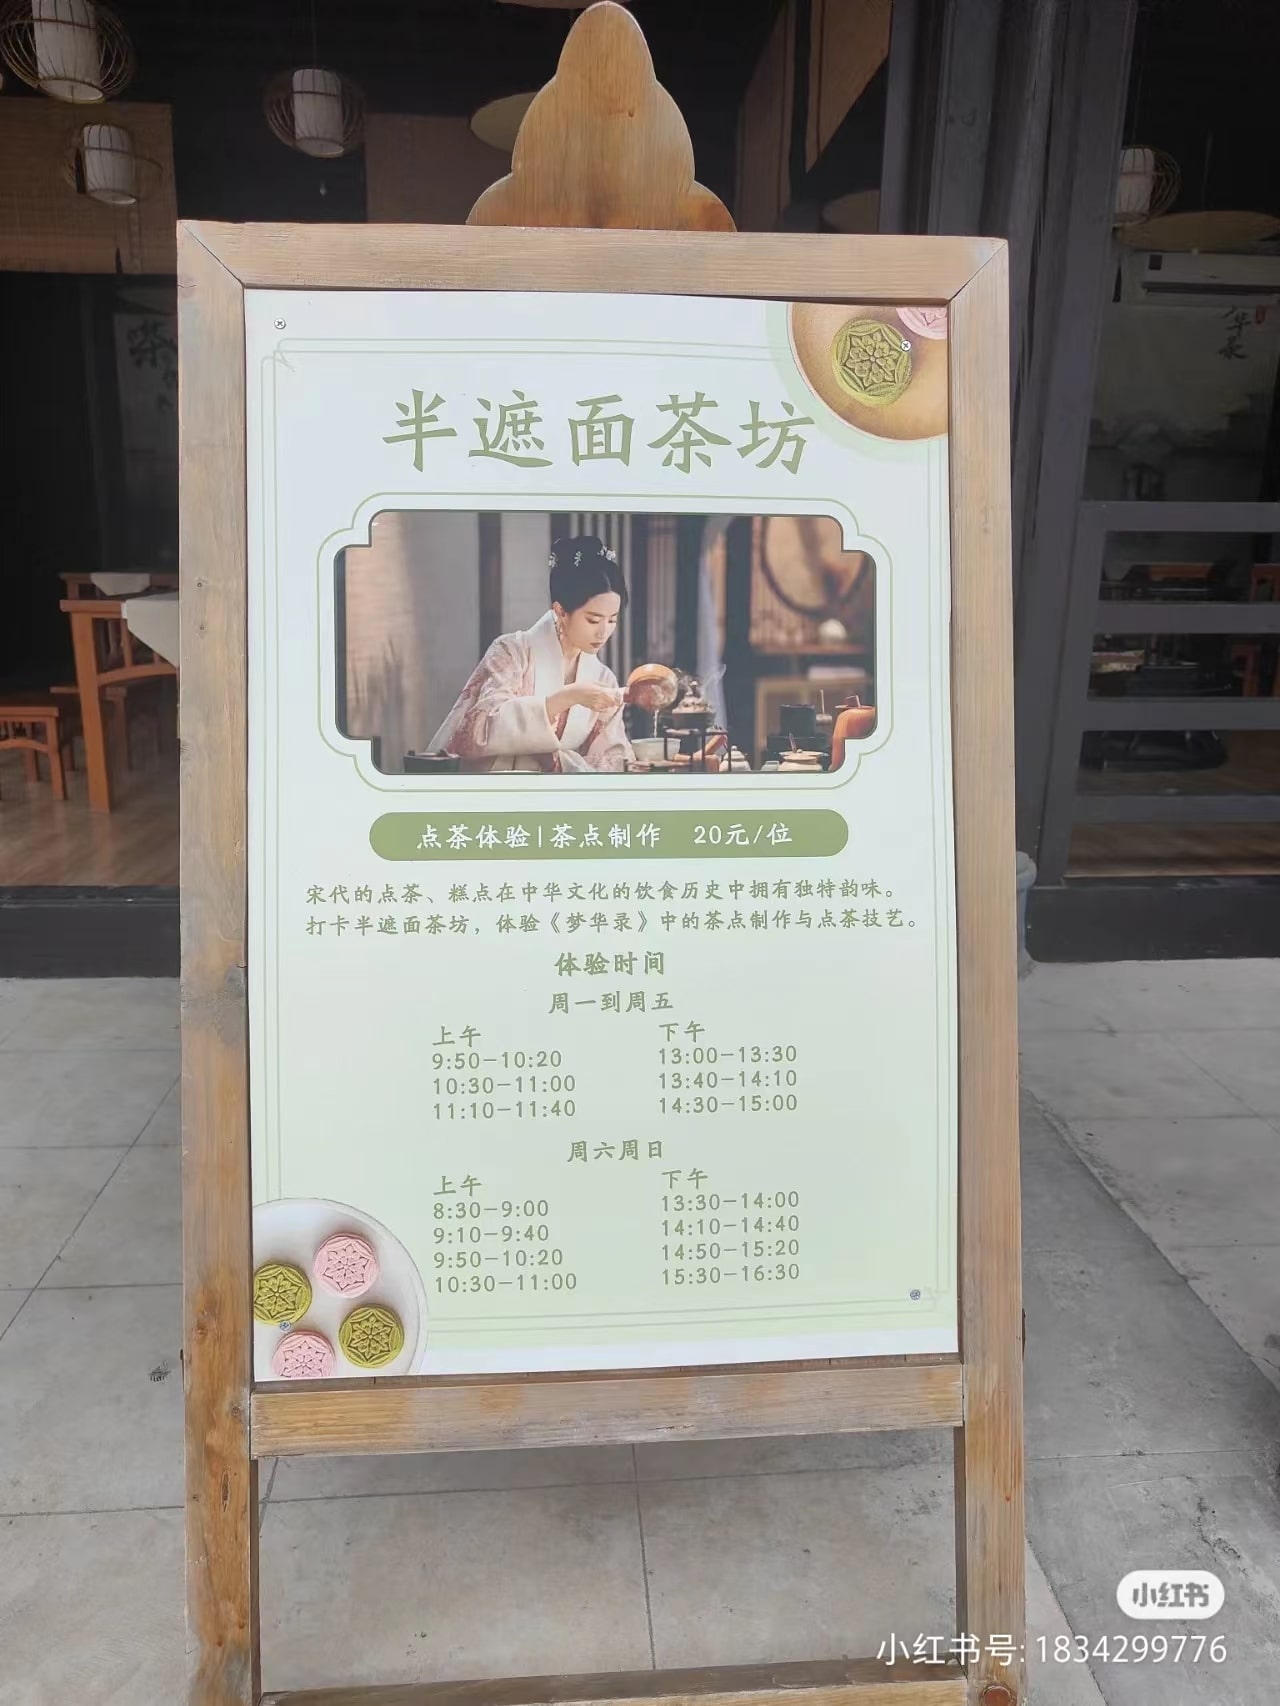 半遮面茶坊
点茶体验|茶点制作 20元/位
宋代的点茶、糕点在中华文化的饮食历史中拥有独特韵味。
打卡半遮面茶坊，体验《梦华录》中的茶点制作与点茶技艺。
体验时间
周一到周五
上午 下午
9:50-10:20 13:00-13:30
10:30-11:00 13:40-14:10
11:10-11:40 14:30-15:00
周六周日
上午 下午
8:30-9:00 13:30-14:00
9:10-9:40 14:10-14:40
9:50-10:20 14:50-15:20
10:30-11:00 15:30-16:30
茶
华录
小红书
小红书号: 1834299776